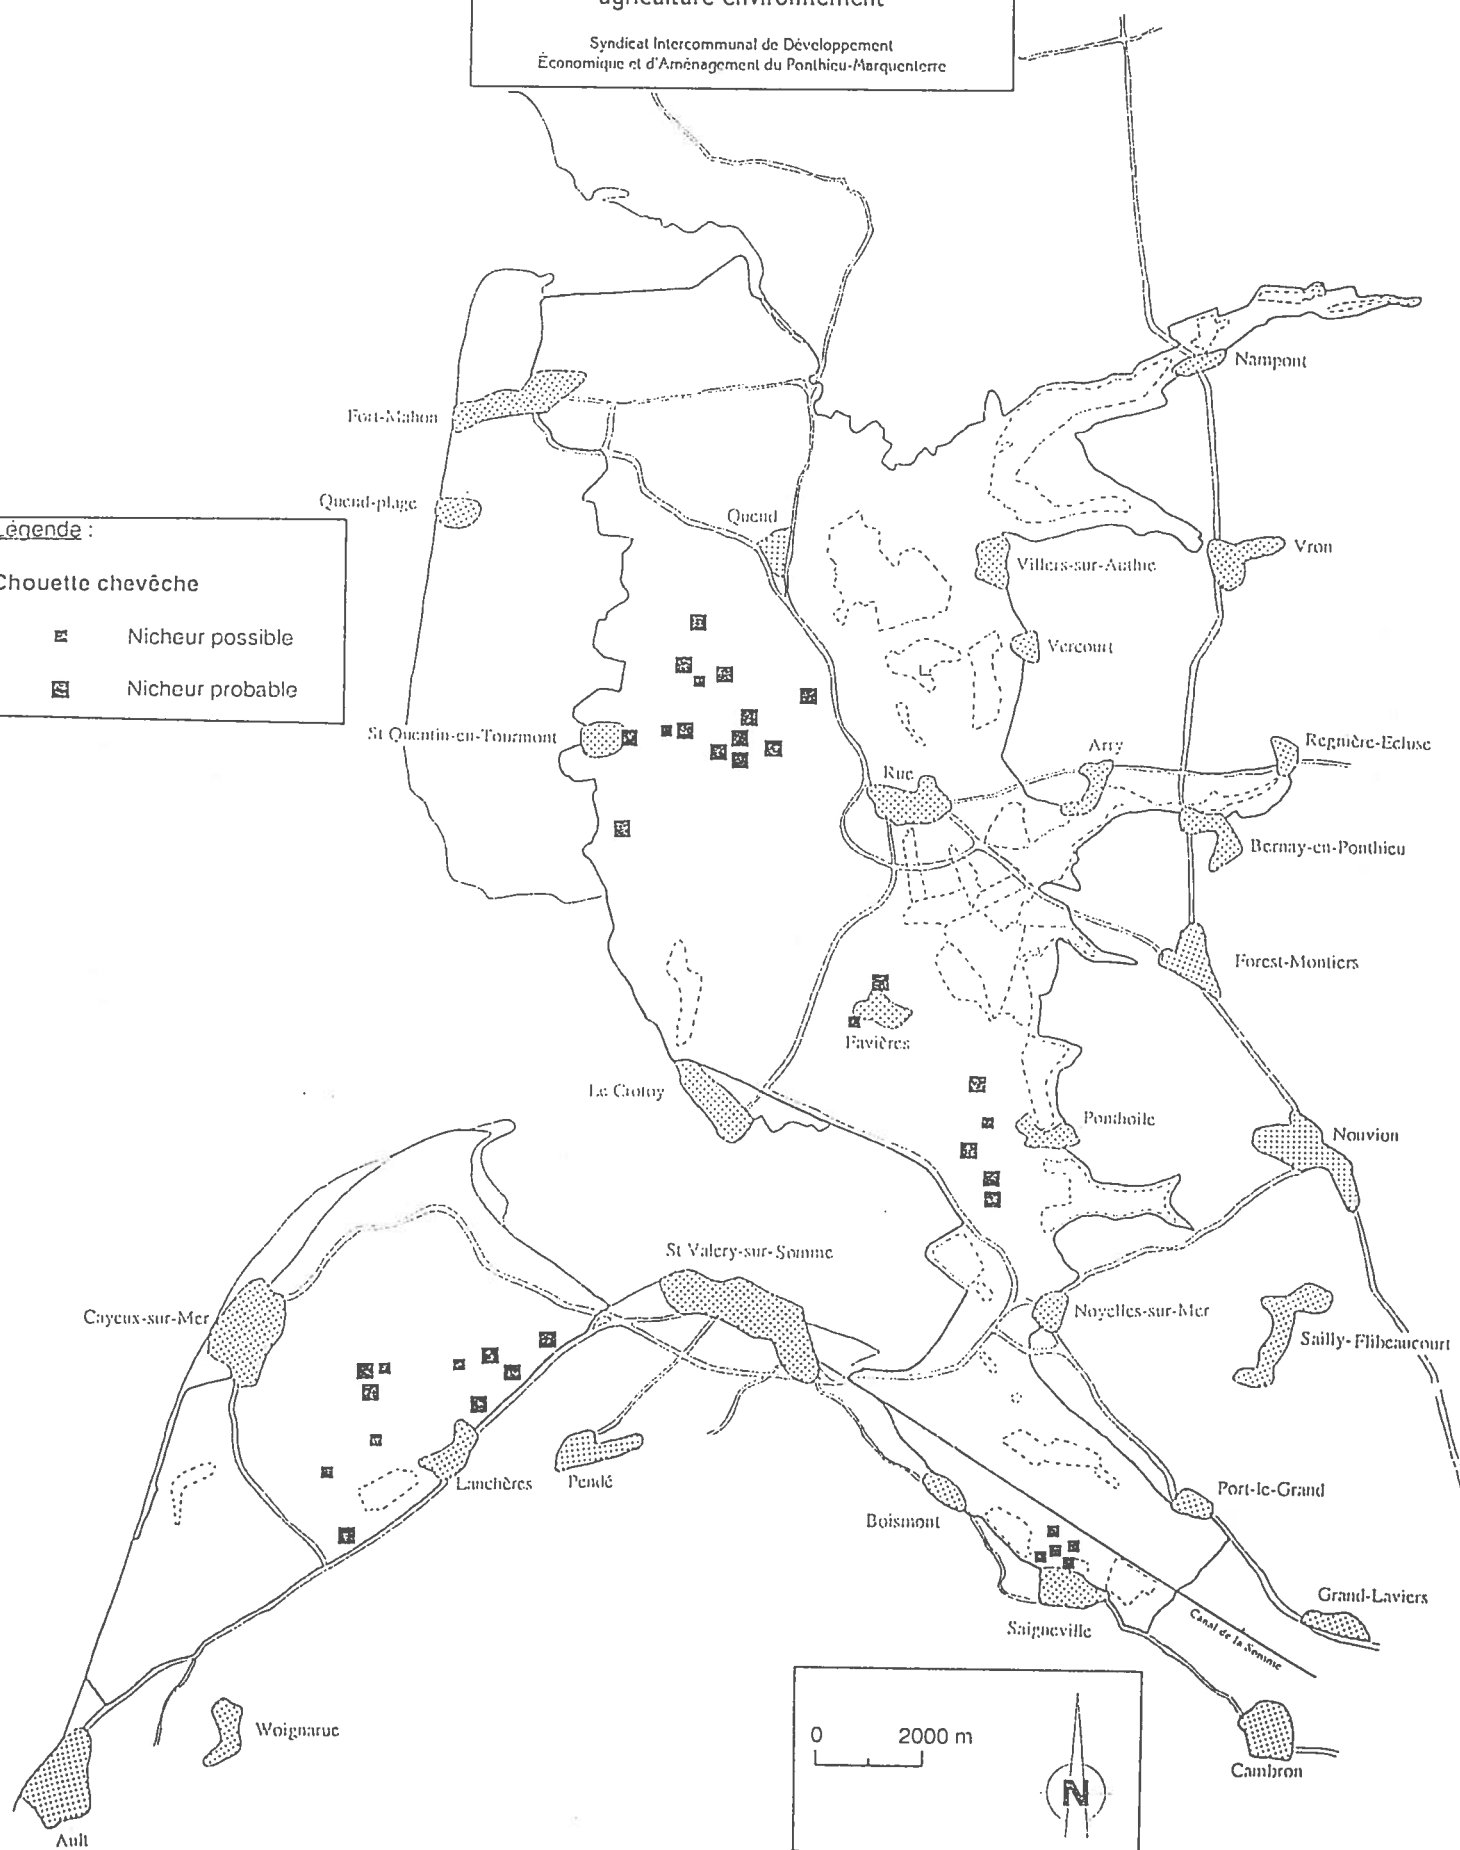 agriculture environnement
Syndicat Intercommunal de Développement
Économique et d'Aménagement du Ponthieu-Marquenterre
Nampont
Fort-Mahon
Quend-plage
Quend
Légende :
Chouette chevêche
Nicheur possible
Nicheur probable
Villers-sur-Authie
Vron
Vercourt
St Quentin-en-Tourmont
Rue
Arry
Regnière-Ecluse
Bernay-en-Ponthieu
Forest-Montiers
Favières
Le Crotoy
Ponthoile
Nouvion
St Valery-sur-Somme
Cayeux-sur-Mer
Noyelles-sur-Mer
Sailly-Flibeaucourt
Lanchères
Pendé
Boismont
Port-le-Grand
Saigneville
Grand-Laviers
Canal de la Somme
Woignarue
Cambron
Ault
0 2000 m
N